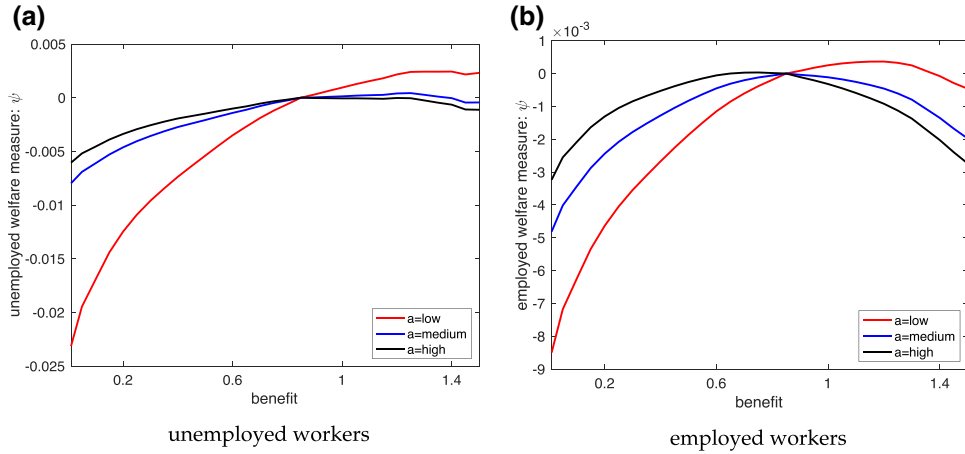 (a)
0.005
0
-0.005
-0.01
-0.015
-0.02
-0.025
unemployed welfare measure: ψ
0.2 0.6 1 1.4
benefit
a=low
a=medium
a=high
unemployed workers
(b)
×10⁻³
1
0
-1
-2
-3
-4
-5
-6
-7
-8
-9
employed welfare measure: ψ
0.2 0.6 1 1.4
benefit
a=low
a=medium
a=high
employed workers